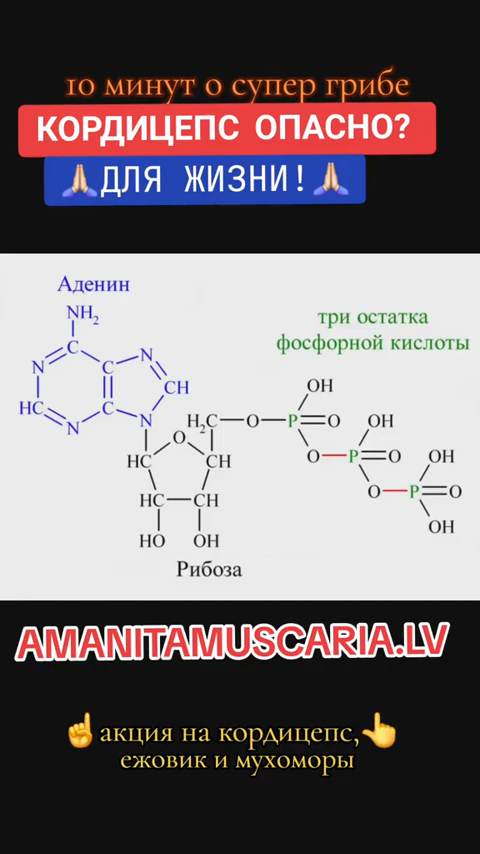 10 минут о супер грибе
КОРДИЦЕПС ОПАСНО?
🙏ДЛЯ ЖИЗНИ!🙏
Аденин
NH2
три остатка
фосфорной кислоты
N C C N CH
HC N C N
H2C O P O OH
O P O OH
O P O OH
OH
HC O CH
HC CH
HO OH
Рибоза
AMANITAMUSCARIA.LV
☝акция на кордицепс,👆
ежовик и мухоморы